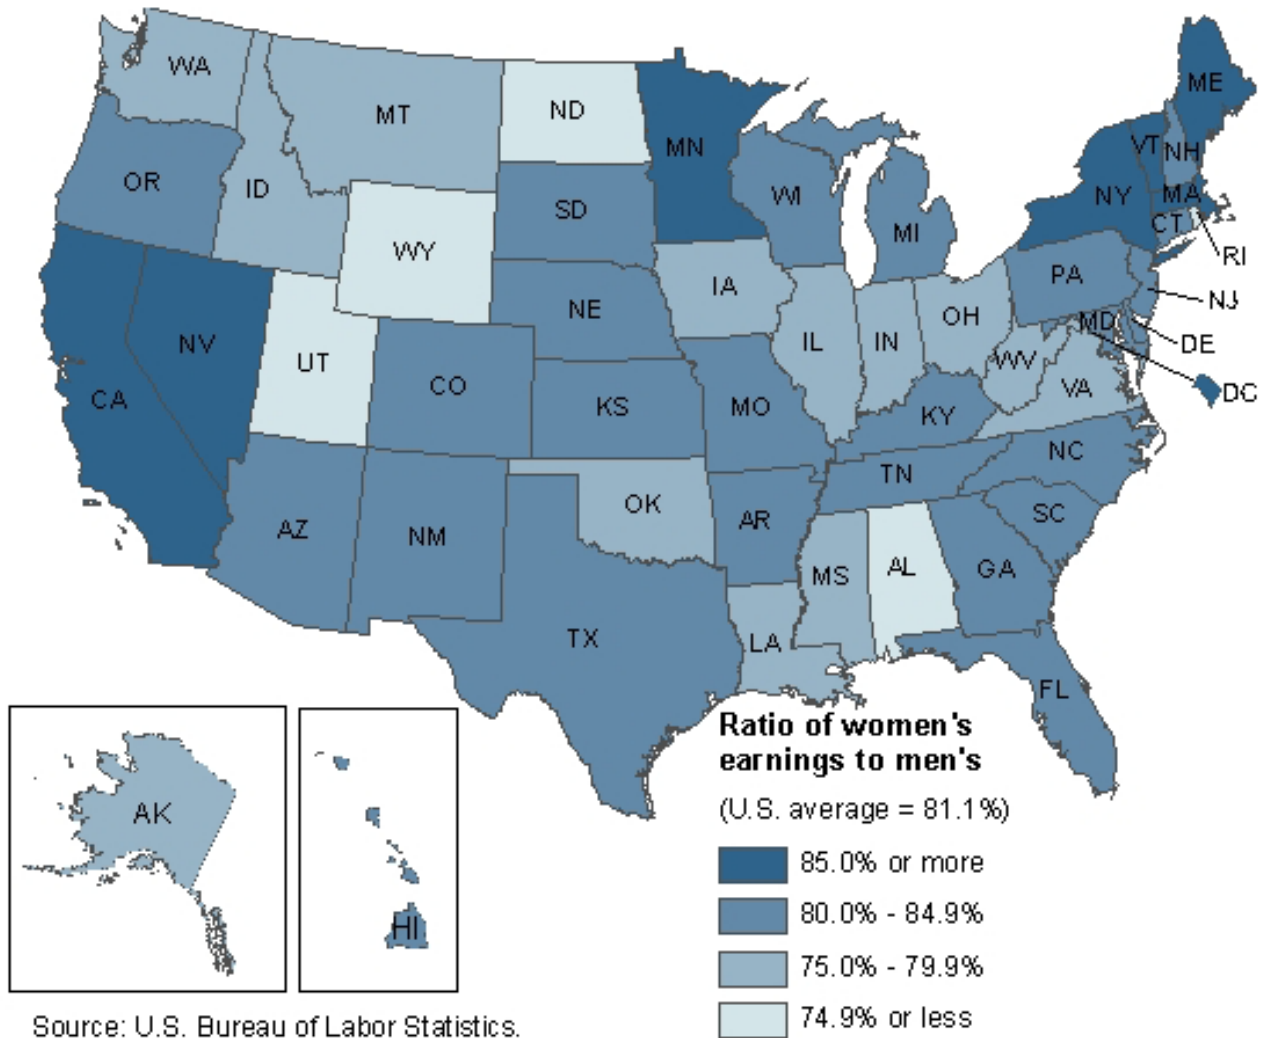 WA
MT
ND
MN
ME
VT
NH
OR
ID
SD
WI
MI
NY
MA
CT
RI
WY
IA
PA
NJ
NE
OH
MD
NV
UT
IL
IN
DE
WV
CO
VA
DC
CA
KS
MO
KY
NC
TN
OK
AZ
NM
AR
SC
MS
AL
GA
TX
LA
FL
AK
HI
Ratio of women's
earnings to men's
(U.S. average = 81.1%)
85.0% or more
80.0% - 84.9%
75.0% - 79.9%
74.9% or less
Source: U.S. Bureau of Labor Statistics.